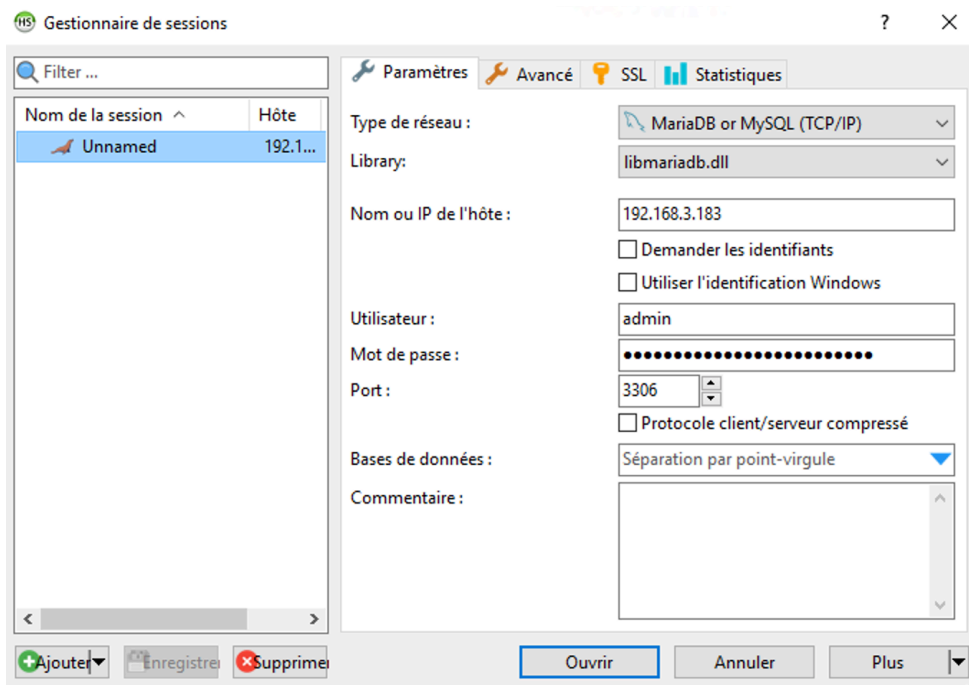 HS Gestionnaire de sessions ?
Filter ...
Nom de la session Hôte
Unnamed 192.1...
Paramètres Avancé SSL Statistiques
Type de réseau : MariaDB or MySQL (TCP/IP)
Library: libmariadb.dll
Nom ou IP de l'hôte : 192.168.3.183
Demander les identifiants
Utiliser l'identification Windows
Utilisateur : admin
Mot de passe : ●●●●●●●●●●●●●●●●●●●●●●●●●
Port : 3306
Protocole client/serveur compressé
Bases de données : Séparation par point-virgule
Commentaire :
Ajouter Enregistrer Supprimer Ouvrir Annuler Plus